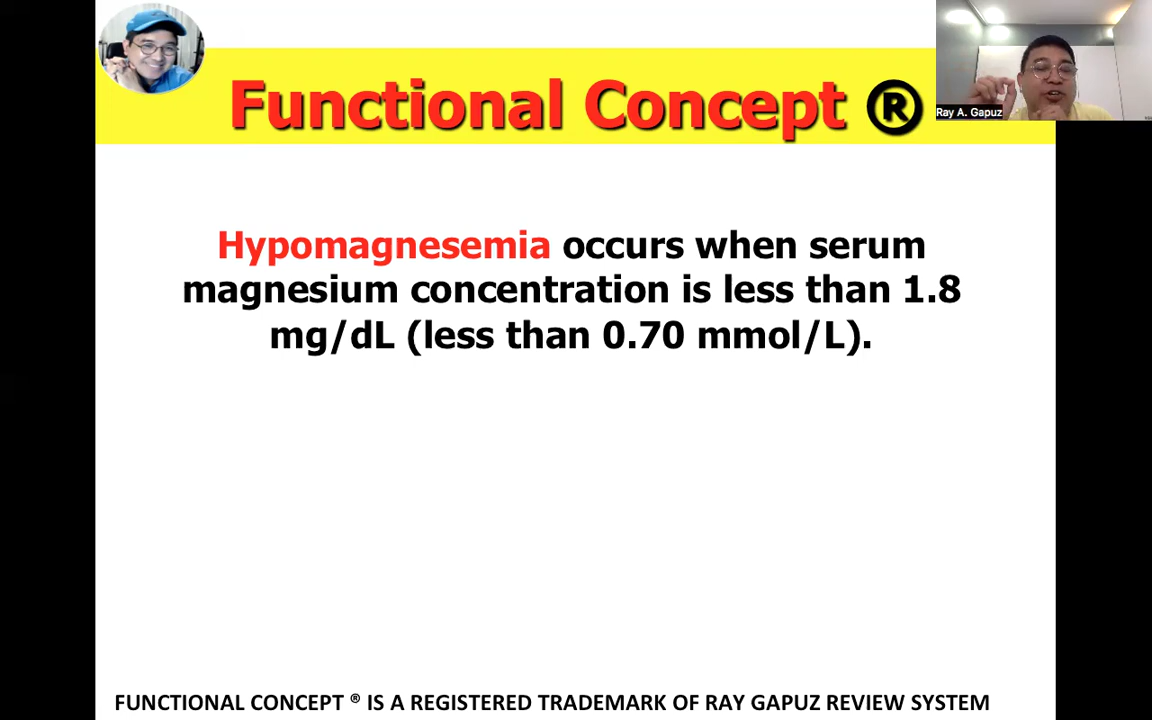 Functional Concept ®
Ray A. Gapuz
Hypomagnesemia occurs when serum
magnesium concentration is less than 1.8
mg/dL (less than 0.70 mmol/L).
FUNCTIONAL CONCEPT ® IS A REGISTERED TRADEMARK OF RAY GAPUZ REVIEW SYSTEM